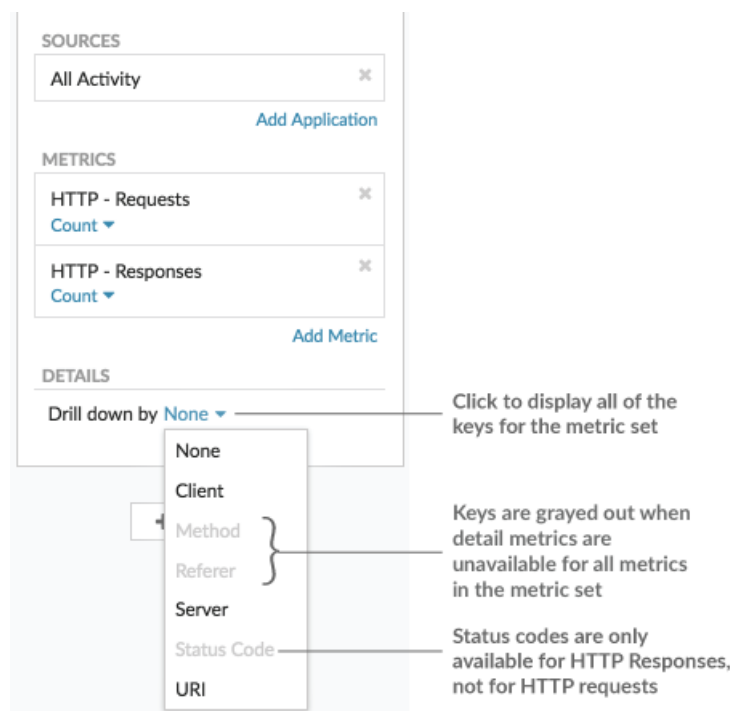 SOURCES
All Activity
Add Application
METRICS
HTTP - Requests
Count
HTTP - Responses
Count
Add Metric
DETAILS
Drill down by None
None
Client
Method
Referer
Server
Status Code
URI
Click to display all of the
keys for the metric set
Keys are grayed out when
detail metrics are
unavailable for all metrics
in the metric set
Status codes are only
available for HTTP Responses,
not for HTTP requests